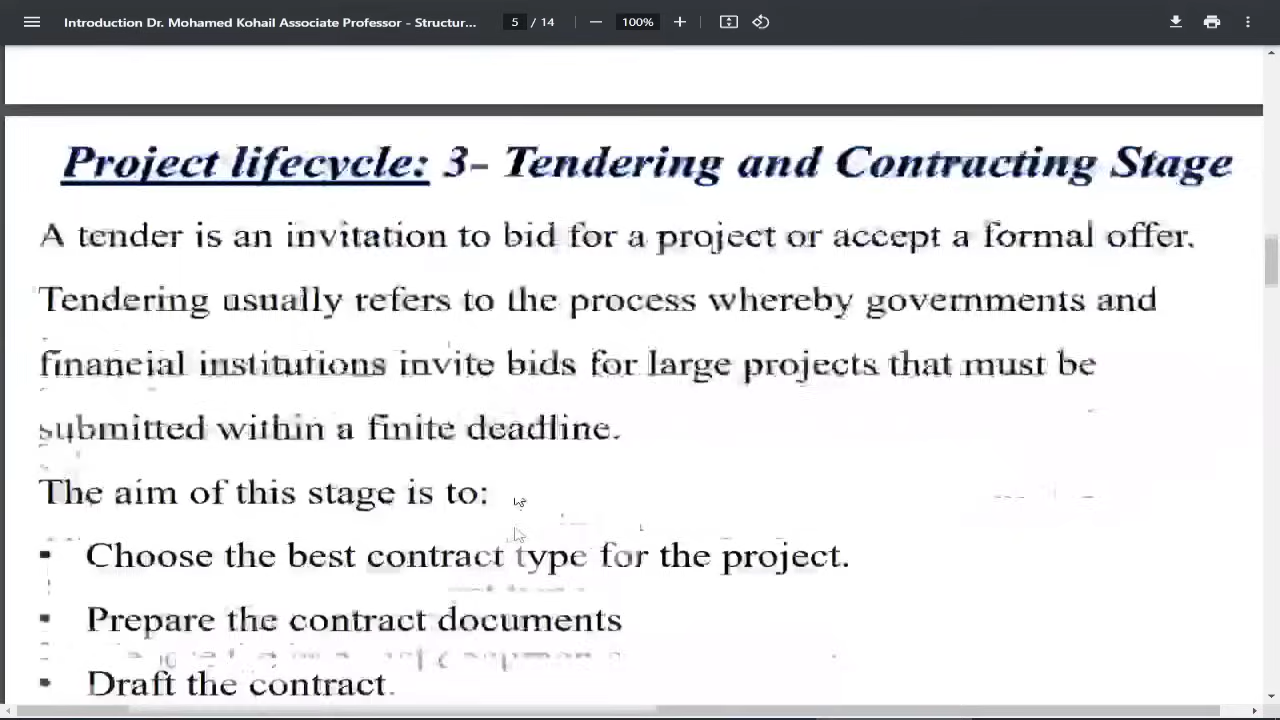 Introduction Dr. Mohamed Kohail Associate Professor - Structur... 5 / 14 100%
Project lifecycle: 3- Tendering and Contracting Stage
A tender is an invitation to bid for a project or accept a formal offer.
Tendering usually refers to the process whereby governments and
financial institutions invite bids for large projects that must be
submitted within a finite deadline.
The aim of this stage is to:
▪ Choose the best contract type for the project.
▪ Prepare the contract documents
▪ Draft the contract.